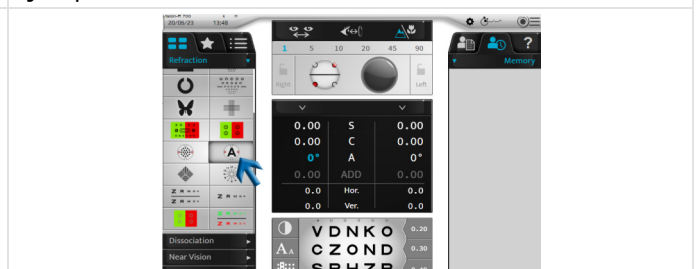 20/06/23 13:48
Refraction
Dissociation
Near Vision
1 5 10 20 45 90
Right
Left
0.00 S 0.00
0.00 C 0.00
0° A 0°
0.00 ADD 0.00
0.0 Hor. 0.0
0.0 Ver. 0.0
VDNKO 0.20
CZOND 0.30
?
Memory
A